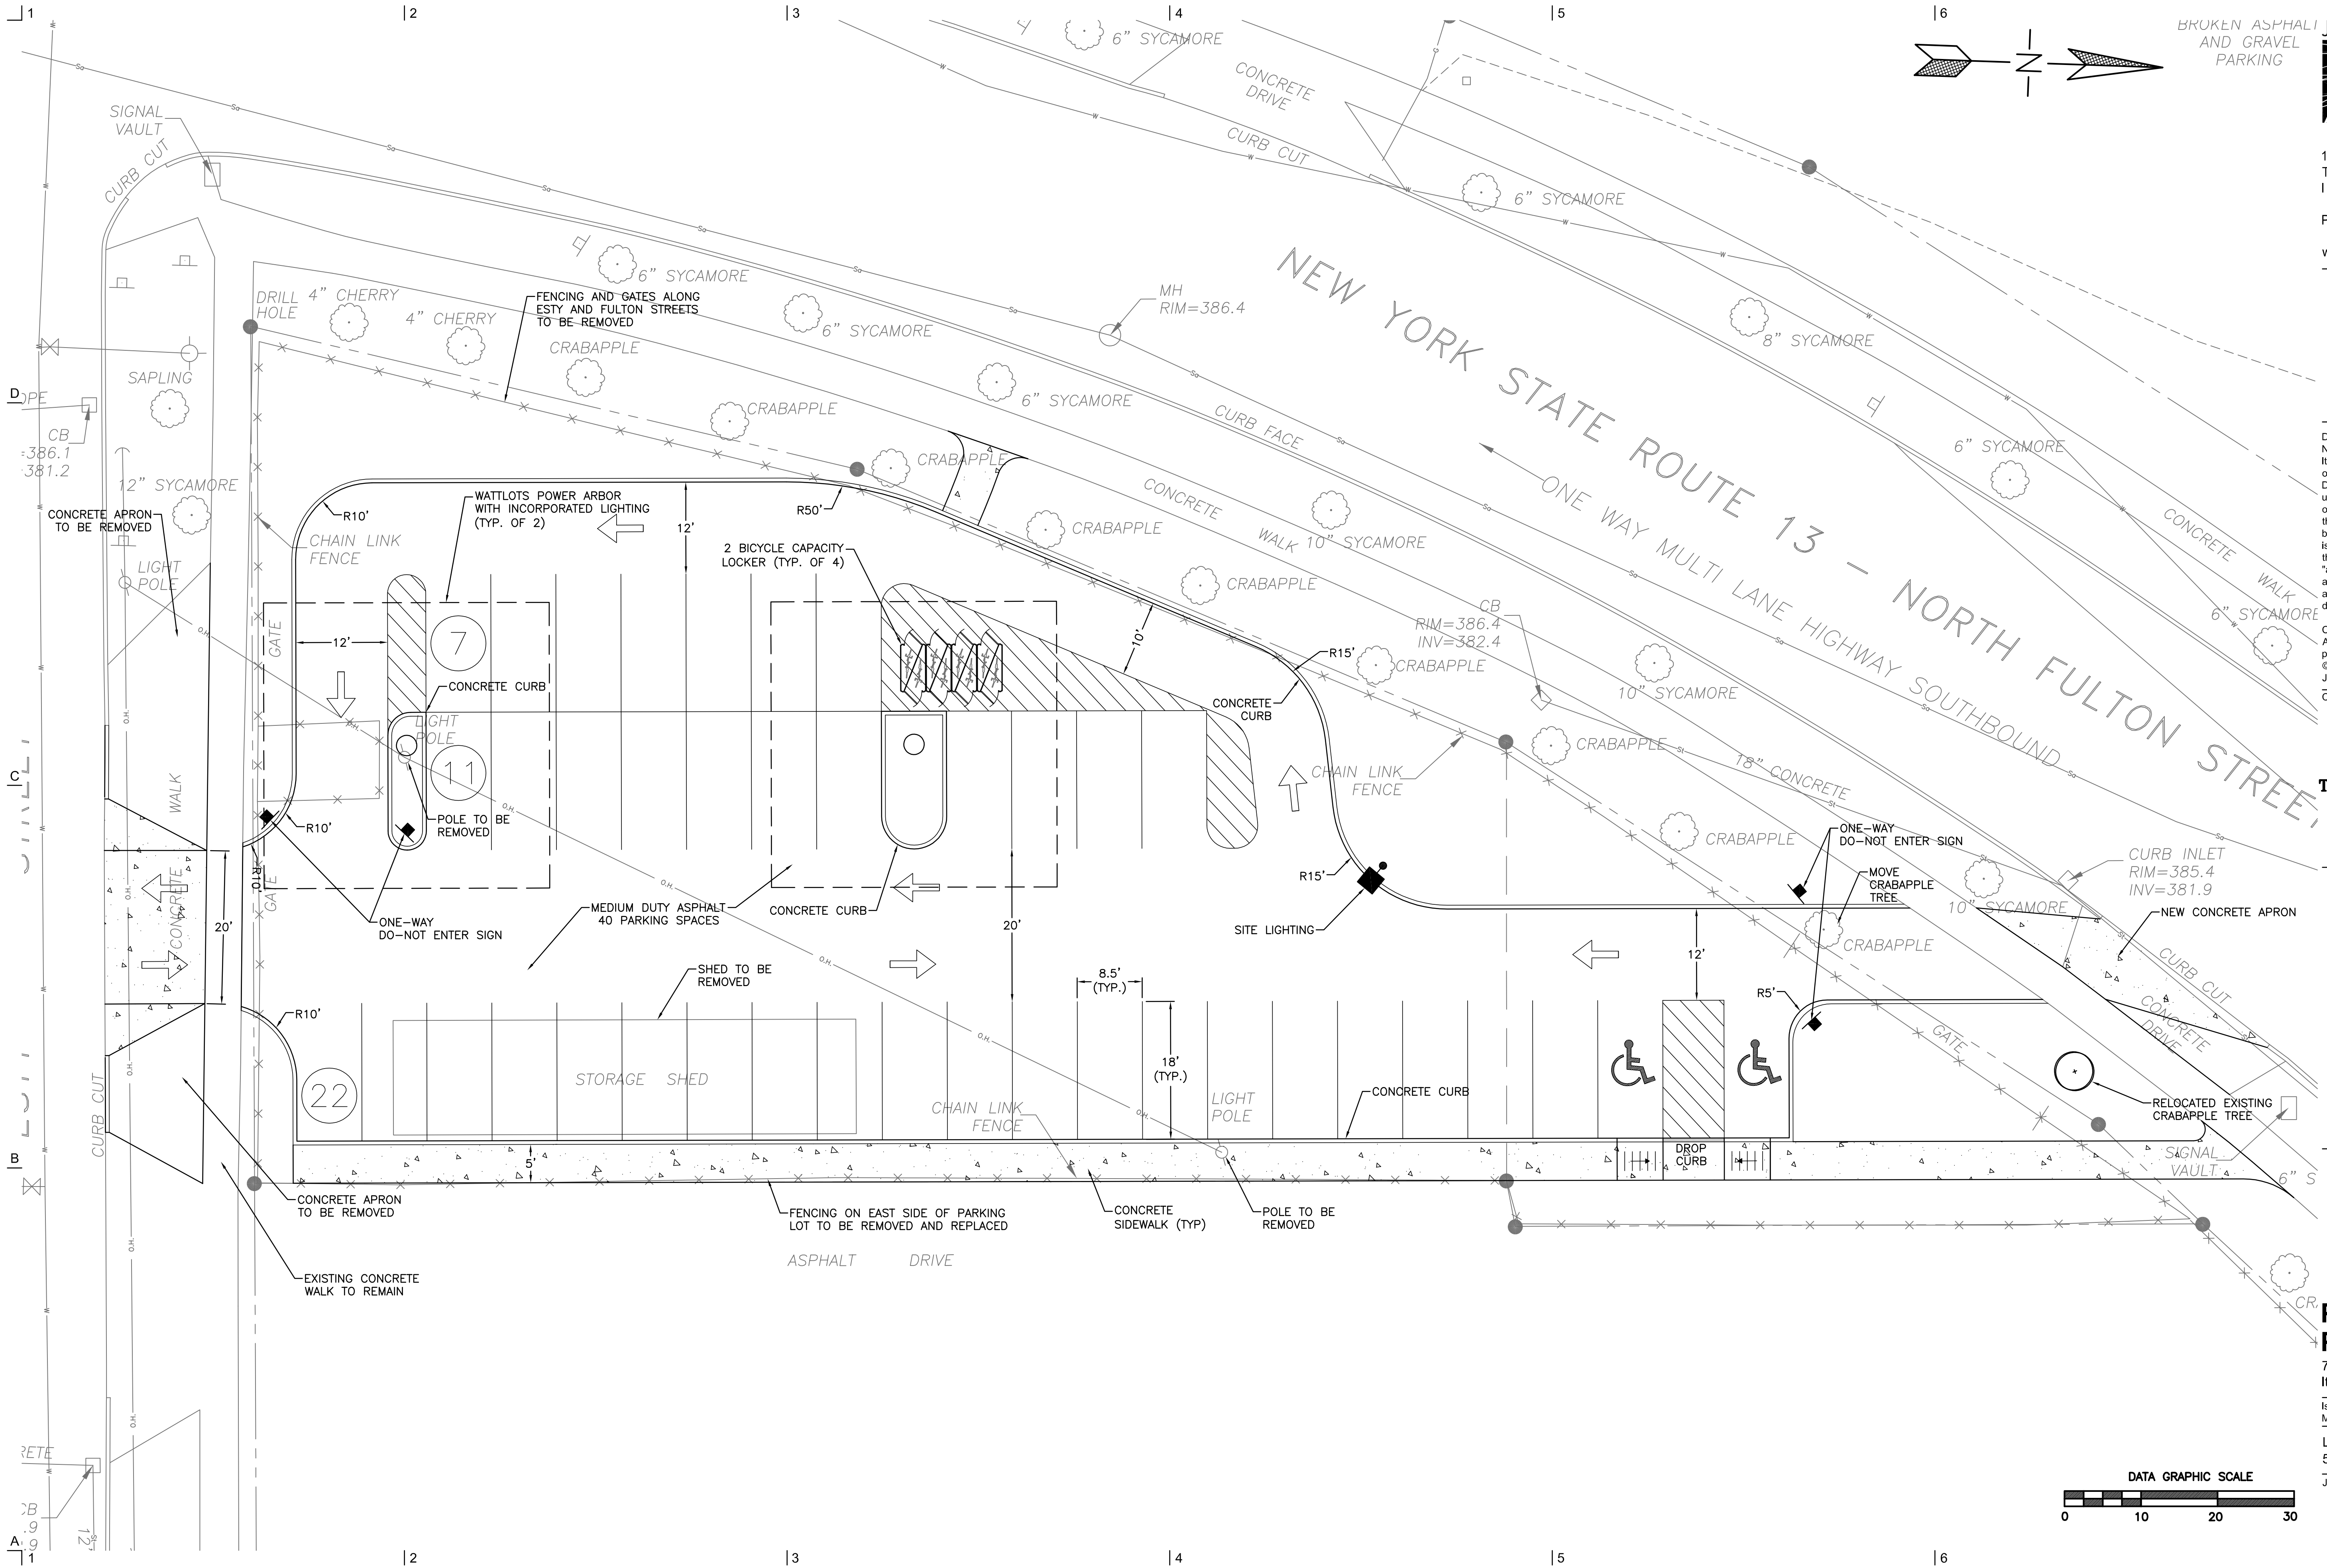 1
2
3
4
5
6
BROKEN ASPHALT
AND GRAVEL
PARKING
N
6" SYCAMORE
CONCRETE
DRIVE
CURB CUT
6" SYCAMORE
SIGNAL
VAULT
CURB CUT
6" SYCAMORE
DRILL
HOLE
4" CHERRY
4" CHERRY
FENCING AND GATES ALONG
ESTY AND FULTON STREETS
TO BE REMOVED
CRABAPPLE
6" SYCAMORE
MH
RIM=386.4
8" SYCAMORE
NEW YORK STATE ROUTE 13 - NORTH FULTON STREET
ONE WAY MULTI LANE HIGHWAY SOUTHBOUND
SAPLING
D
CB
=386.1
381.2
CRABAPPLE
6" SYCAMORE
CURB FACE
6" SYCAMORE
12" SYCAMORE
CONCRETE APRON
TO BE REMOVED
WATTLOTS POWER ARBOR
WITH INCORPORATED LIGHTING
(TYP. OF 2)
CRABAPPLE
CONCRETE
WALK
10" SYCAMORE
CONCRETE
WALK
R10'
R50'
12'
CHAIN LINK
FENCE
LIGHT
POLE
2 BICYCLE CAPACITY
LOCKER (TYP. OF 4)
CRABAPPLE
CRABAPPLE
CB
RIM=386.4
INV=382.4
6" SYCAMORE
GATE
12'
7
10'
R15'
CRABAPPLE
10" SYCAMORE
CONCRETE CURB
CONCRETE
CURB
LIGHT
POLE
11
CRABAPPLE
18" CONCRETE
C
WALK
CHAIN LINK
FENCE
R10'
POLE TO BE
REMOVED
CRABAPPLE
ONE-WAY
DO-NOT ENTER SIGN
CURB INLET
RIM=385.4
INV=381.9
R10'
GATE
R15'
MOVE
CRABAPPLE
TREE
10" SYCAMORE
CONCRETE
20'
MEDIUM DUTY ASPHALT
40 PARKING SPACES
CONCRETE CURB
20'
SITE LIGHTING
NEW CONCRETE APRON
ONE-WAY
DO-NOT ENTER SIGN
CRABAPPLE
12'
CURB CUT
SHED TO BE
REMOVED
8.5'
(TYP.)
R5'
CONCRETE
DRIVE
R10'
GATE
18'
(TYP.)
22
STORAGE SHED
CHAIN LINK
FENCE
LIGHT
POLE
CONCRETE CURB
RELOCATED EXISTING
CRABAPPLE TREE
CURB CUT
B
5'
DROP
CURB
SIGNAL
VAULT
6" S
CONCRETE APRON
TO BE REMOVED
FENCING ON EAST SIDE OF PARKING
LOT TO BE REMOVED AND REPLACED
CONCRETE
SIDEWALK (TYP)
POLE TO BE
REMOVED
ASPHALT DRIVE
EXISTING CONCRETE
WALK TO REMAIN
DATA GRAPHIC SCALE
0 10 20 30
A
1
2
3
4
5
6